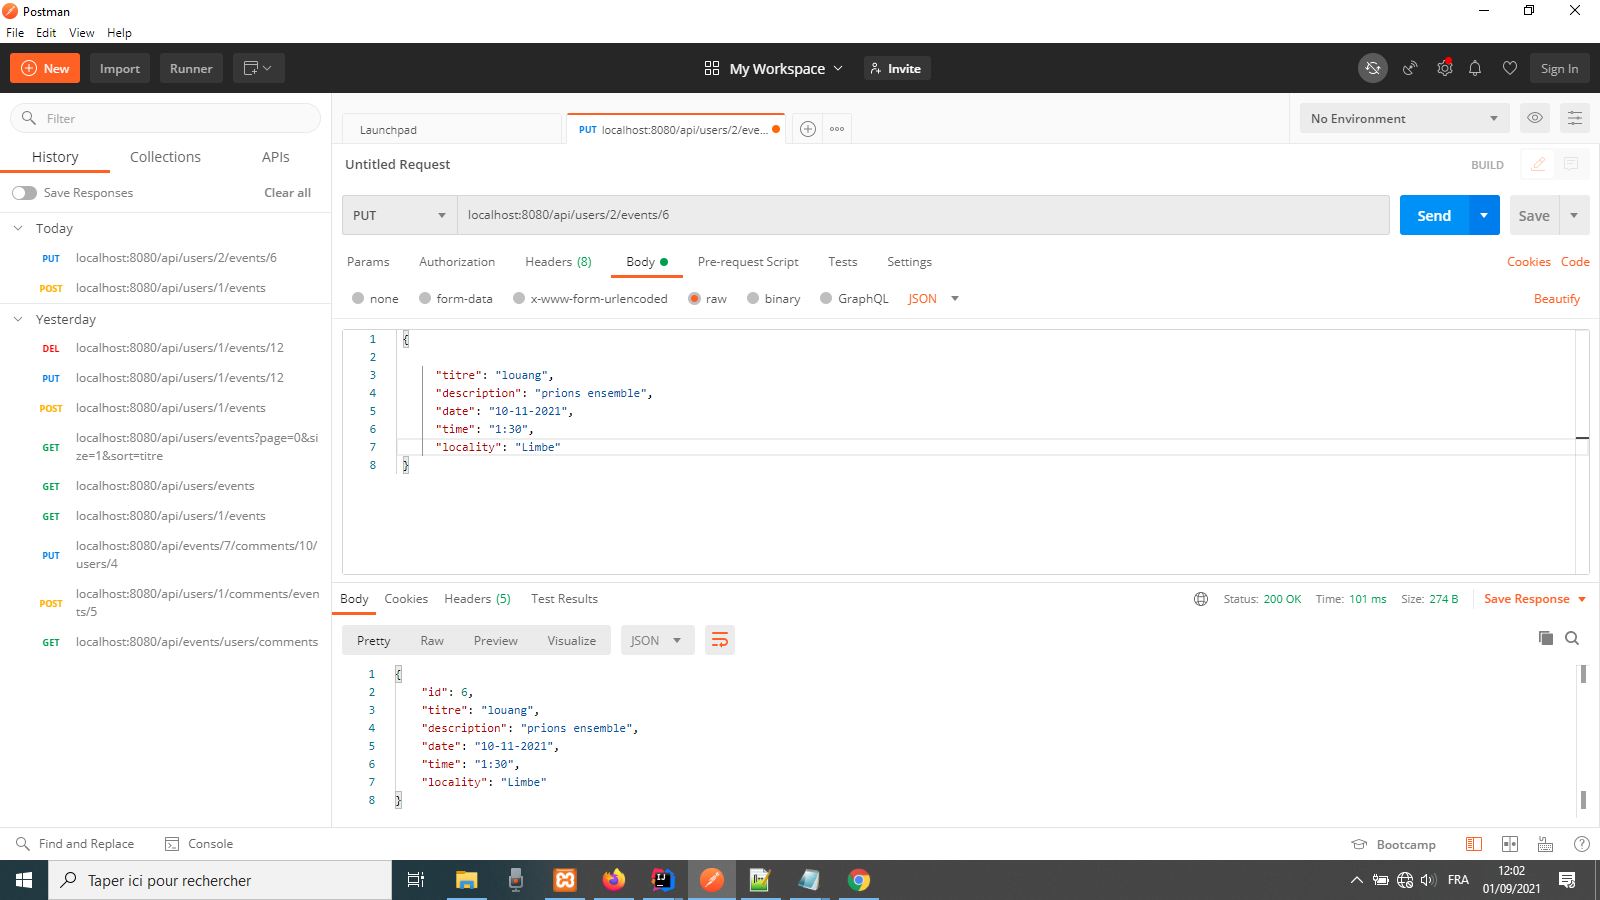 Postman
File Edit View Help
New Import Runner My Workspace Invite Sign In
Filter
History Collections APIs
Save Responses Clear all
Today
PUT localhost:8080/api/users/2/events/6
POST localhost:8080/api/users/1/events
Yesterday
DEL localhost:8080/api/users/1/events/12
PUT localhost:8080/api/users/1/events/12
POST localhost:8080/api/users/1/events
GET localhost:8080/api/users/events?page=0&si
ze=1&sort=titre
GET localhost:8080/api/users/events
GET localhost:8080/api/users/1/events
PUT localhost:8080/api/events/7/comments/10/
users/4
POST localhost:8080/api/users/1/comments/even
ts/5
GET localhost:8080/api/events/users/comments
Launchpad PUT localhost:8080/api/users/2/eve... No Environment
Untitled Request BUILD
PUT localhost:8080/api/users/2/events/6 Send Save
Params Authorization Headers (8) Body Pre-request Script Tests Settings Cookies Code
none form-data x-www-form-urlencoded raw binary GraphQL JSON Beautify
1 {
2
3 "titre": "louang",
4 "description": "prions ensemble",
5 "date": "10-11-2021",
6 "time": "1:30",
7 "locality": "Limbe"
8 }
Body Cookies Headers (5) Test Results Status: 200 OK Time: 101 ms Size: 274 B Save Response
Pretty Raw Preview Visualize JSON
1 {
2 "id": 6,
3 "titre": "louang",
4 "description": "prions ensemble",
5 "date": "10-11-2021",
6 "time": "1:30",
7 "locality": "Limbe"
8 }
Find and Replace Console Bootcamp
Taper ici pour rechercher FRA 12:02
01/09/2021